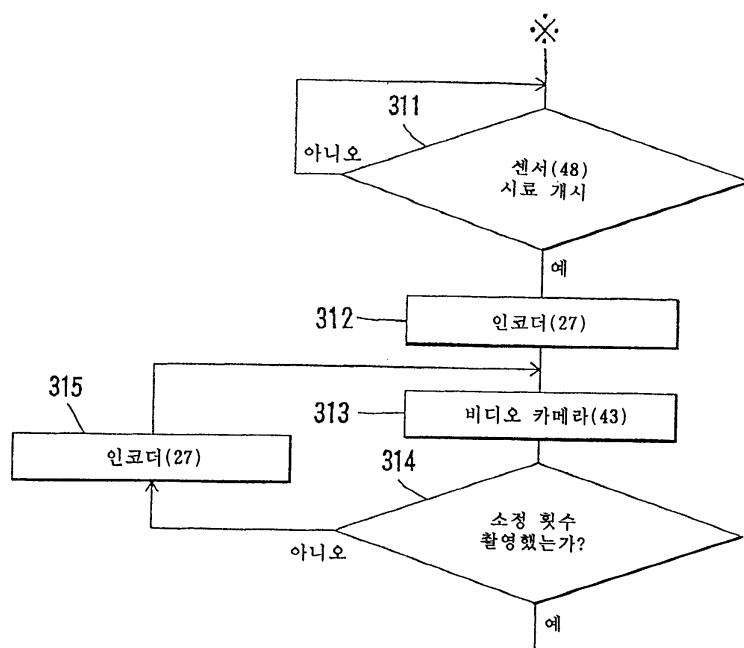 ※
311
아니오
센서(48)
시료 개시
예
312
인코더(27)
315
인코더(27)
313
비디오 카메라(43)
314
소정 횟수
촬영했는가?
아니오
예